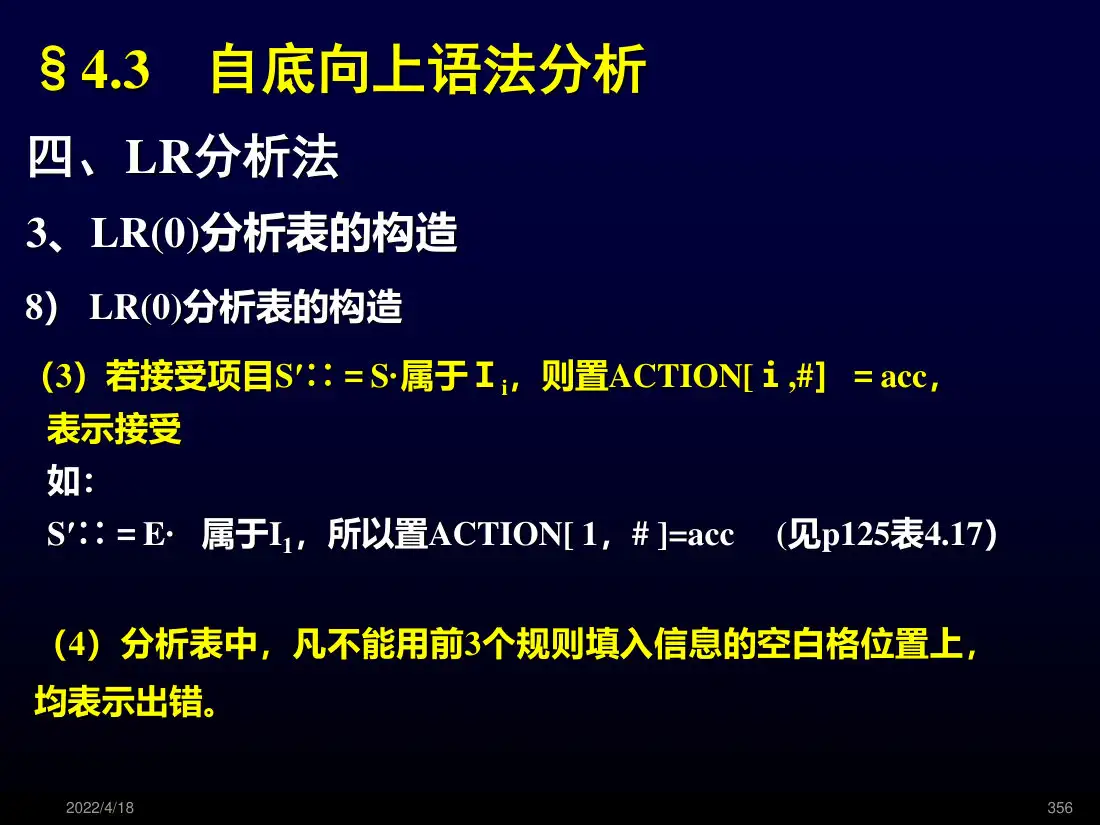 §4.3 自底向上语法分析
四、LR分析法
3、LR(0)分析表的构造
8） LR(0)分析表的构造
（3）若接受项目S′∷＝S·属于Ｉi，则置ACTION[ｉ,#］＝acc，
表示接受
如：
S′∷＝E· 属于I1，所以置ACTION[ 1，# ]=acc (见p125表4.17）
（4）分析表中，凡不能用前3个规则填入信息的空白格位置上，
均表示出错。
2022/4/18
356